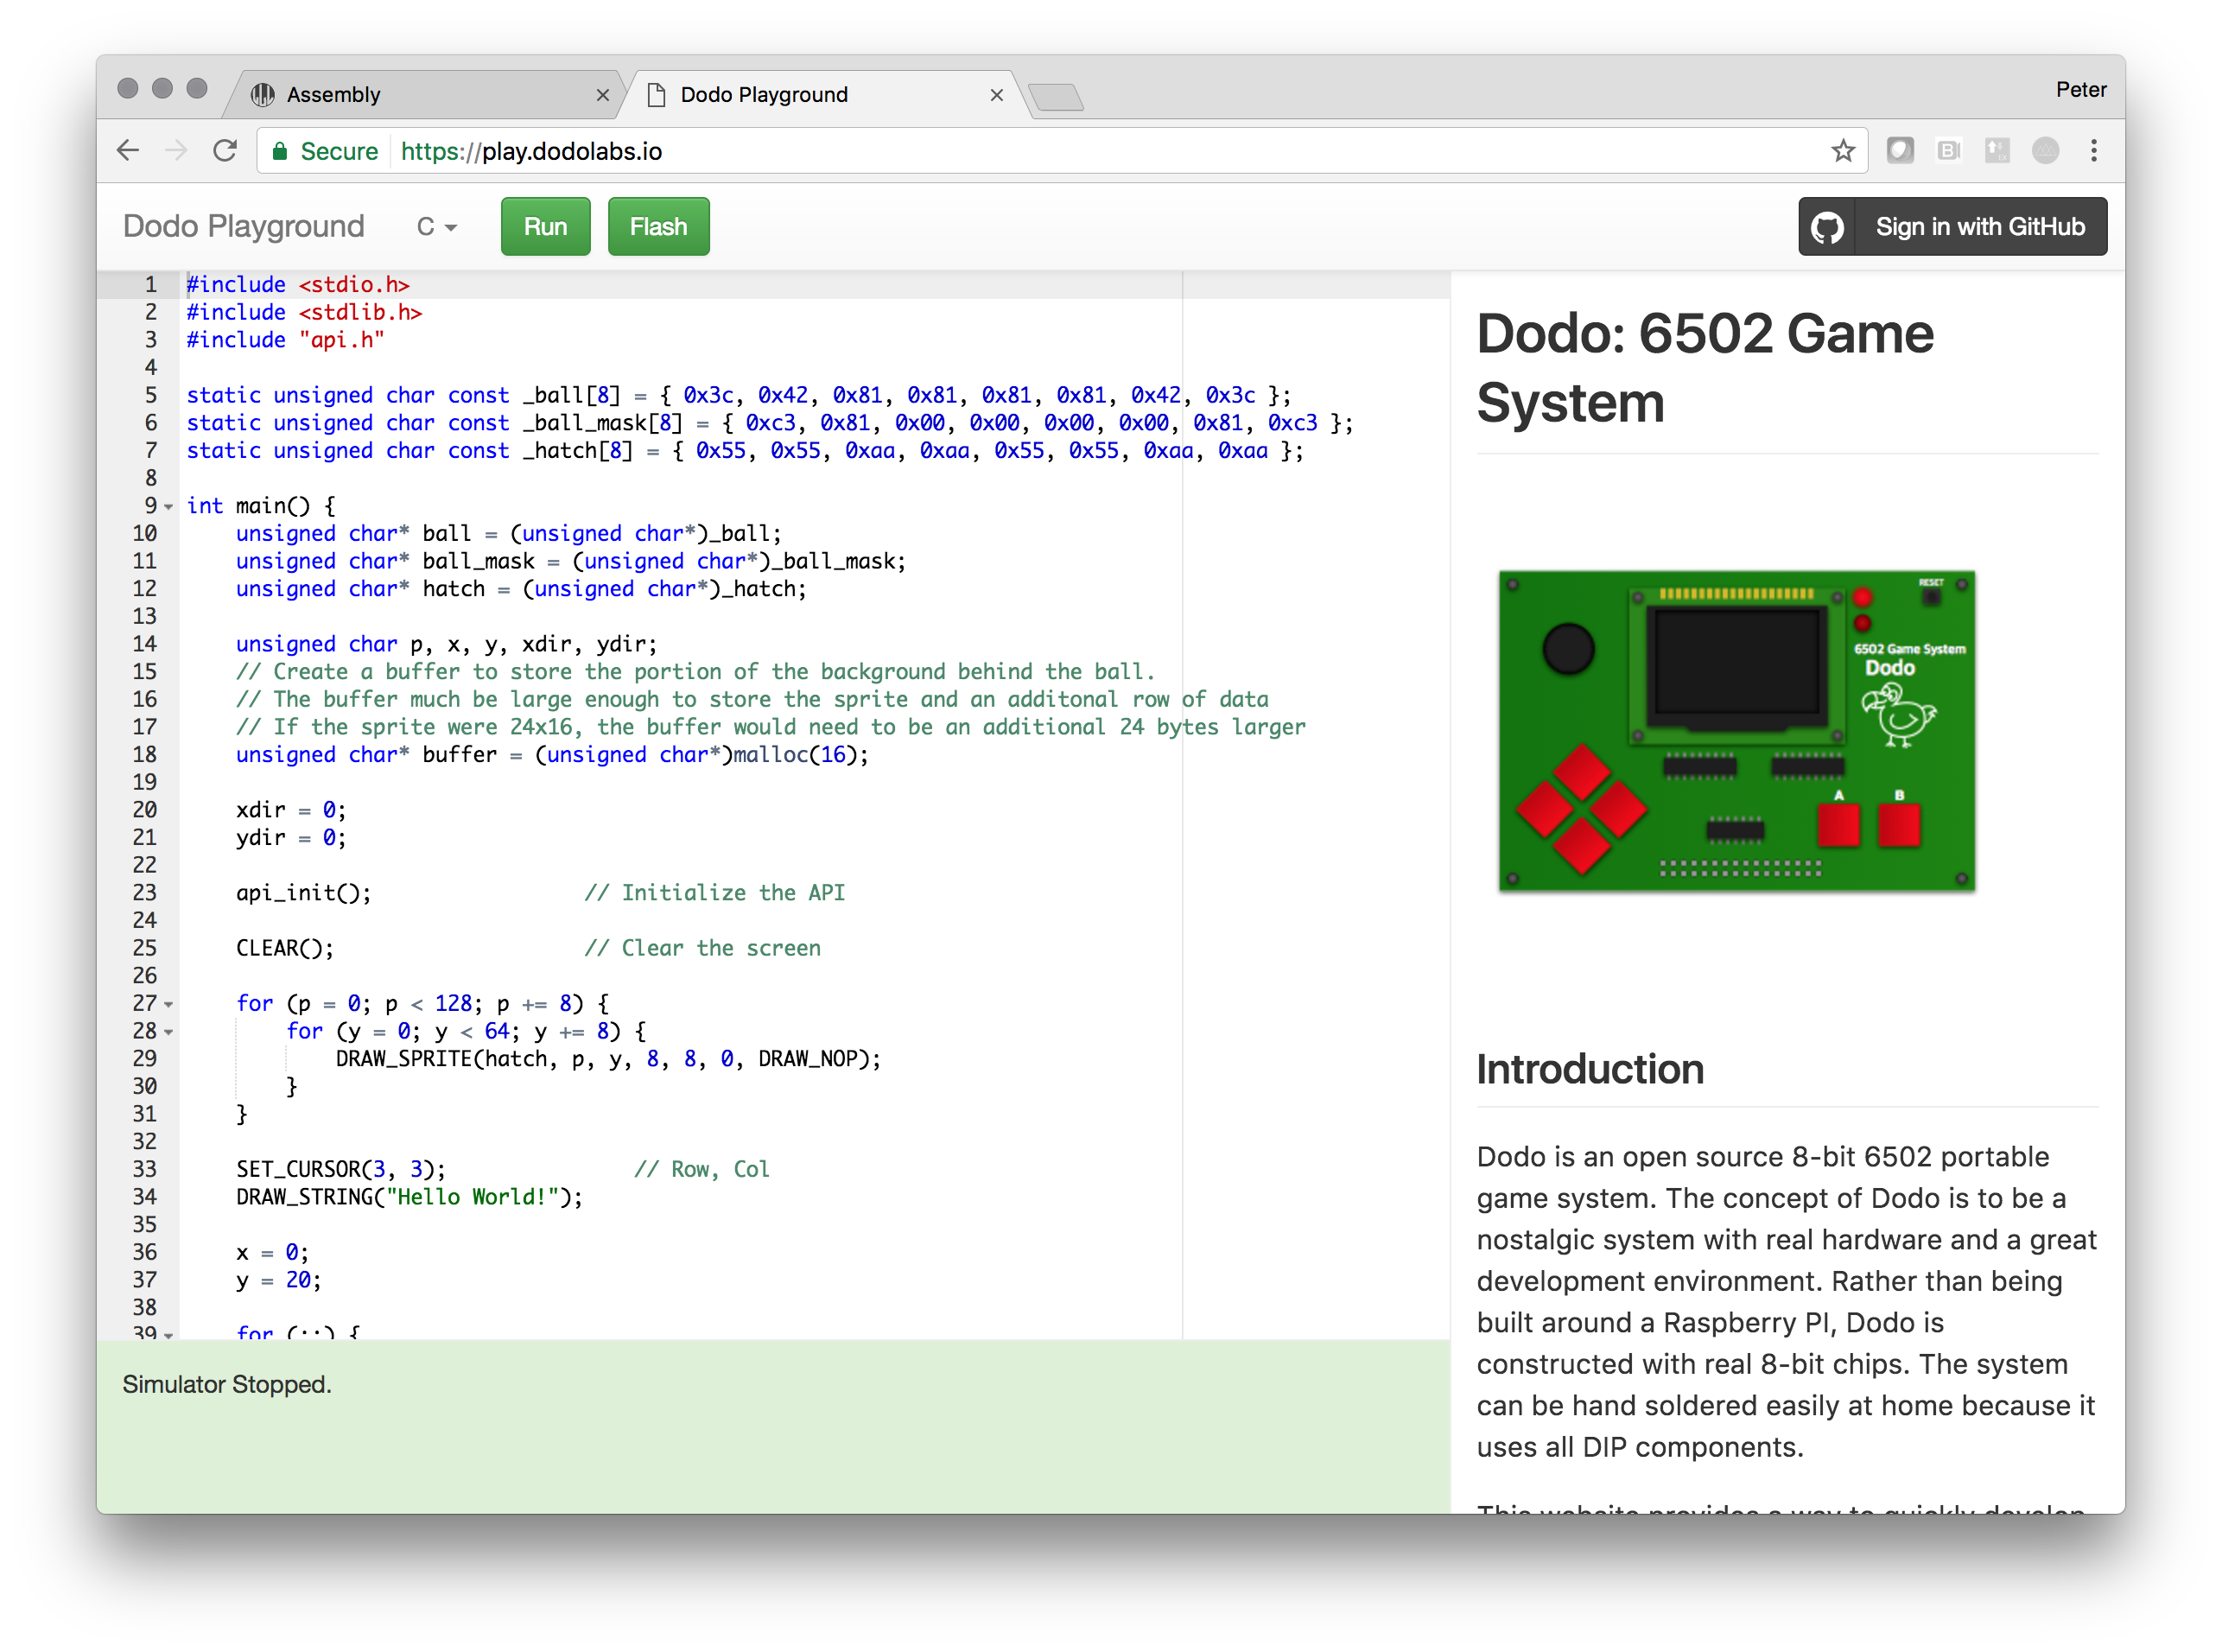 Assembly
Dodo Playground
Peter
Secure https://play.dodolabs.io
Dodo Playground C Run Flash Sign in with GitHub
1 #include <stdio.h>
2 #include <stdlib.h>
3 #include "api.h"
4
5 static unsigned char const _ball[8] = { 0x3c, 0x42, 0x81, 0x81, 0x81, 0x81, 0x42, 0x3c };
6 static unsigned char const _ball_mask[8] = { 0xc3, 0x81, 0x00, 0x00, 0x00, 0x00, 0x81, 0xc3 };
7 static unsigned char const _hatch[8] = { 0x55, 0x55, 0xaa, 0xaa, 0x55, 0x55, 0xaa, 0xaa };
8
9 int main() {
10     unsigned char* ball = (unsigned char*)_ball;
11     unsigned char* ball_mask = (unsigned char*)_ball_mask;
12     unsigned char* hatch = (unsigned char*)_hatch;
13
14     unsigned char p, x, y, xdir, ydir;
15     // Create a buffer to store the portion of the background behind the ball.
16     // The buffer much be large enough to store the sprite and an additonal row of data
17     // If the sprite were 24x16, the buffer would need to be an additional 24 bytes larger
18     unsigned char* buffer = (unsigned char*)malloc(16);
19
20     xdir = 0;
21     ydir = 0;
22
23     api_init();                 // Initialize the API
24
25     CLEAR();                    // Clear the screen
26
27     for (p = 0; p < 128; p += 8) {
28         for (y = 0; y < 64; y += 8) {
29             DRAW_SPRITE(hatch, p, y, 8, 8, 0, DRAW_NOP);
30         }
31     }
32
33     SET_CURSOR(3, 3);               // Row, Col
34     DRAW_STRING("Hello World!");
35
36     x = 0;
37     y = 20;
38
39     for (;;) {
Simulator Stopped.
Dodo: 6502 Game
System
RESET
6502 Game System
Dodo
A B
Introduction
Dodo is an open source 8-bit 6502 portable
game system. The concept of Dodo is to be a
nostalgic system with real hardware and a great
development environment. Rather than being
built around a Raspberry PI, Dodo is
constructed with real 8-bit chips. The system
can be hand soldered easily at home because it
uses all DIP components.
This website provides a way to quickly develop